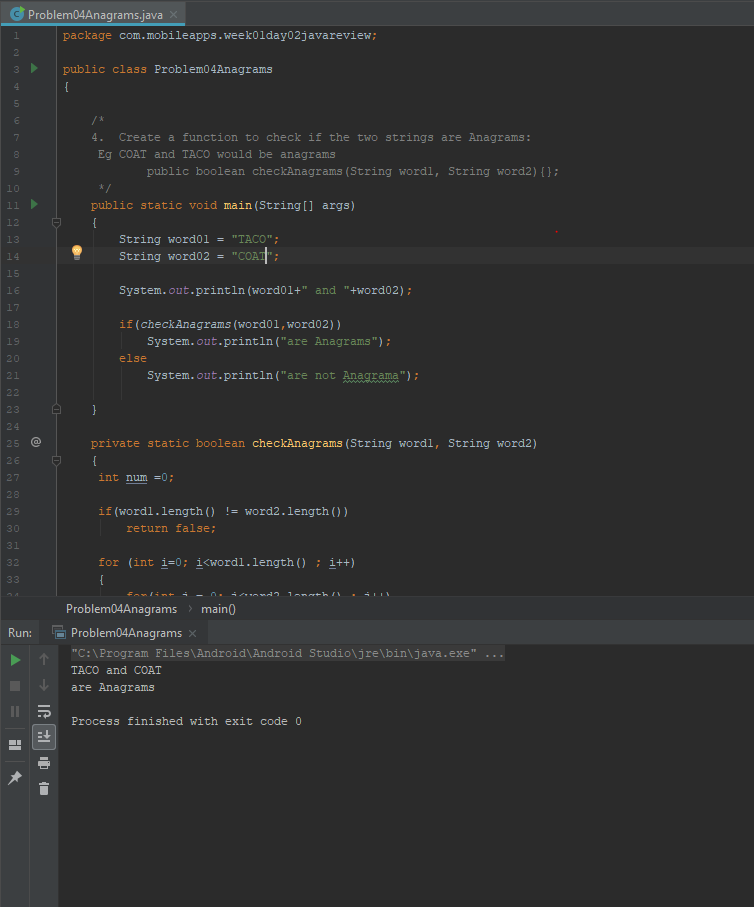 Problem04Anagrams.java
1 package com.mobileapps.week01day02javareview;
2
3 public class Problem04Anagrams
4 {
5
6 /*
7 4. Create a function to check if the two strings are Anagrams:
8 Eg COAT and TACO would be anagrams
9 public boolean checkAnagrams(String word1, String word2){};
10 */
11 public static void main(String[] args)
12 {
13 String word01 = "TACO";
14 String word02 = "COAT";
15
16 System.out.println(word01+" and "+word02);
17
18 if(checkAnagrams(word01,word02))
19 System.out.println("are Anagrams");
20 else
21 System.out.println("are not Anagrama");
22
23 }
24
25 @ private static boolean checkAnagrams(String word1, String word2)
26 {
27 int num =0;
28
29 if(word1.length() != word2.length())
30 return false;
31
32 for (int i=0; i<word1.length() ; i++)
33 {
Problem04Anagrams › main()
Run: Problem04Anagrams
"C:\Program Files\Android\Android Studio\jre\bin\java.exe" ...
TACO and COAT
are Anagrams
Process finished with exit code 0